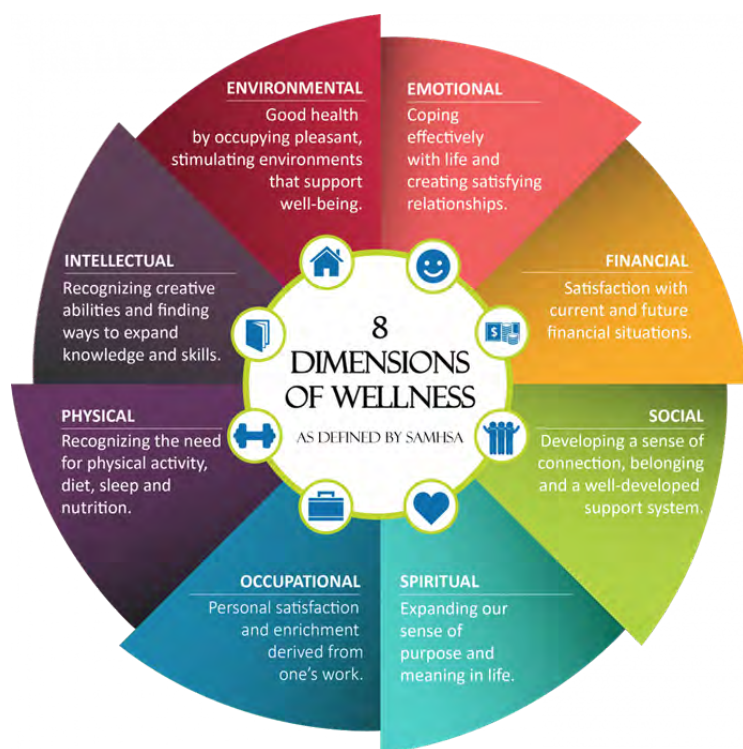 ENVIRONMENTAL
Good health
by occupying pleasant,
stimulating environments
that support
well-being.
EMOTIONAL
Coping
effectively
with life and
creating satisfying
relationships.
FINANCIAL
Satisfaction with
current and future
financial situations.
SOCIAL
Developing a sense of
connection, belonging
and a well-developed
support system.
SPIRITUAL
Expanding our
sense of
purpose and
meaning in life.
OCCUPATIONAL
Personal satisfaction
and enrichment
derived from
one's work.
PHYSICAL
Recognizing the need
for physical activity,
diet, sleep and
nutrition.
INTELLECTUAL
Recognizing creative
abilities and finding
ways to expand
knowledge and skills.
8
DIMENSIONS
OF WELLNESS
AS DEFINED BY SAMHSA
$